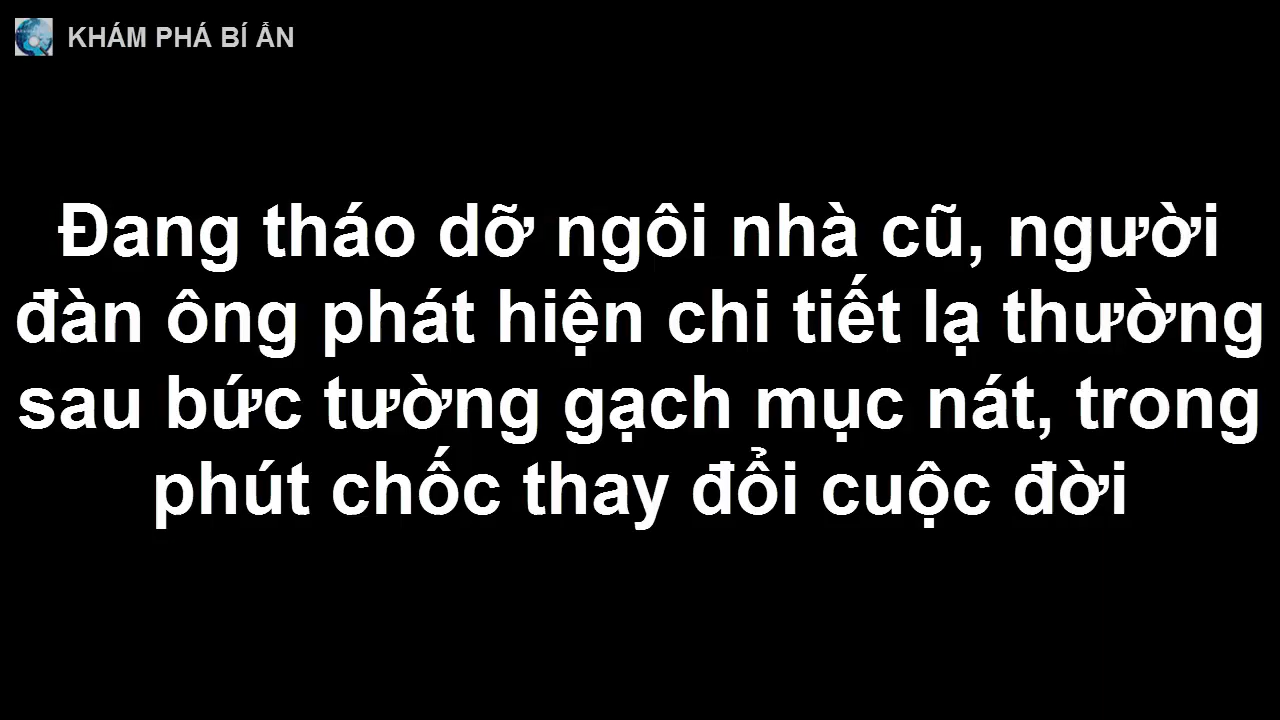 KHÁM PHÁ BÍ ẨN
Đang tháo dỡ ngôi nhà cũ, người
đàn ông phát hiện chi tiết lạ thường
sau bức tường gạch mục nát, trong
phút chốc thay đổi cuộc đời